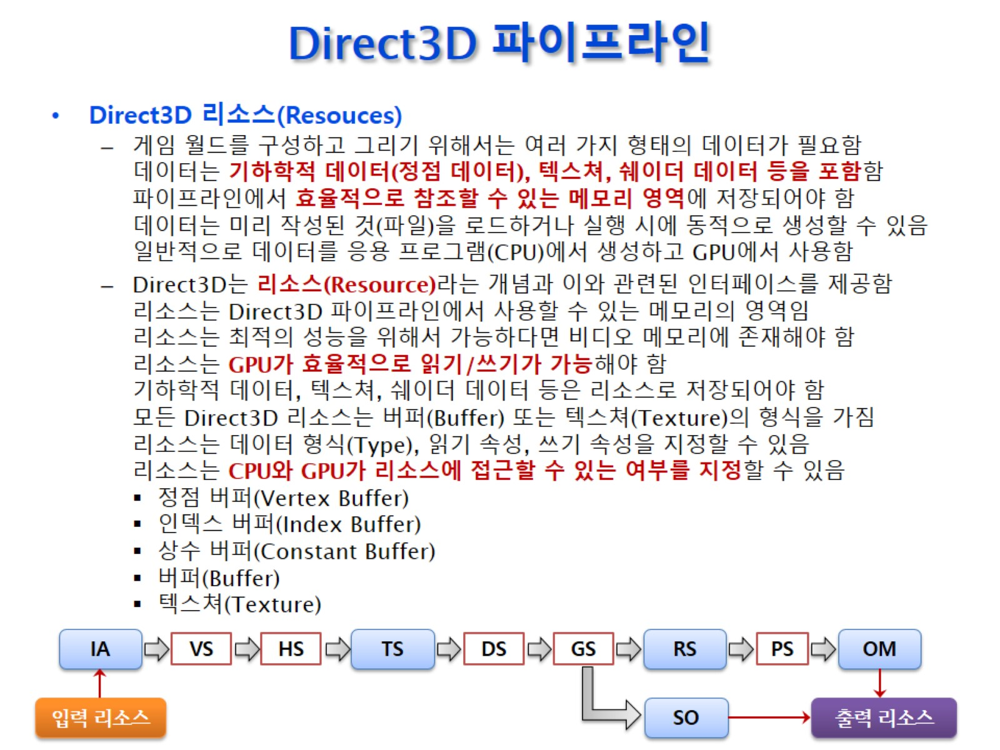 Direct3D 파이프라인
• Direct3D 리소스(Resouces)
– 게임 월드를 구성하고 그리기 위해서는 여러 가지 형태의 데이터가 필요함
데이터는 기하학적 데이터(정점 데이터), 텍스쳐, 쉐이더 데이터 등을 포함함
파이프라인에서 효율적으로 참조할 수 있는 메모리 영역에 저장되어야 함
데이터는 미리 작성된 것(파일)을 로드하거나 실행 시에 동적으로 생성할 수 있음
일반적으로 데이터를 응용 프로그램(CPU)에서 생성하고 GPU에서 사용함
– Direct3D는 리소스(Resource)라는 개념과 이와 관련된 인터페이스를 제공함
리소스는 Direct3D 파이프라인에서 사용할 수 있는 메모리의 영역임
리소스는 최적의 성능을 위해서 가능하다면 비디오 메모리에 존재해야 함
리소스는 GPU가 효율적으로 읽기/쓰기가 가능해야 함
기하학적 데이터, 텍스쳐, 쉐이더 데이터 등은 리소스로 저장되어야 함
모든 Direct3D 리소스는 버퍼(Buffer) 또는 텍스쳐(Texture)의 형식을 가짐
리소스는 데이터 형식(Type), 읽기 속성, 쓰기 속성을 지정할 수 있음
리소스는 CPU와 GPU가 리소스에 접근할 수 있는 여부를 지정할 수 있음
▪ 정점 버퍼(Vertex Buffer)
▪ 인덱스 버퍼(Index Buffer)
▪ 상수 버퍼(Constant Buffer)
▪ 버퍼(Buffer)
▪ 텍스쳐(Texture)
IA VS HS TS DS GS RS PS OM
입력 리소스 SO 출력 리소스